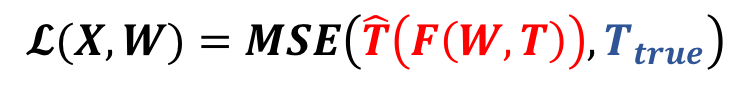 ℒ(X, W) = MSE(T̂(F(W, T)), T_true)